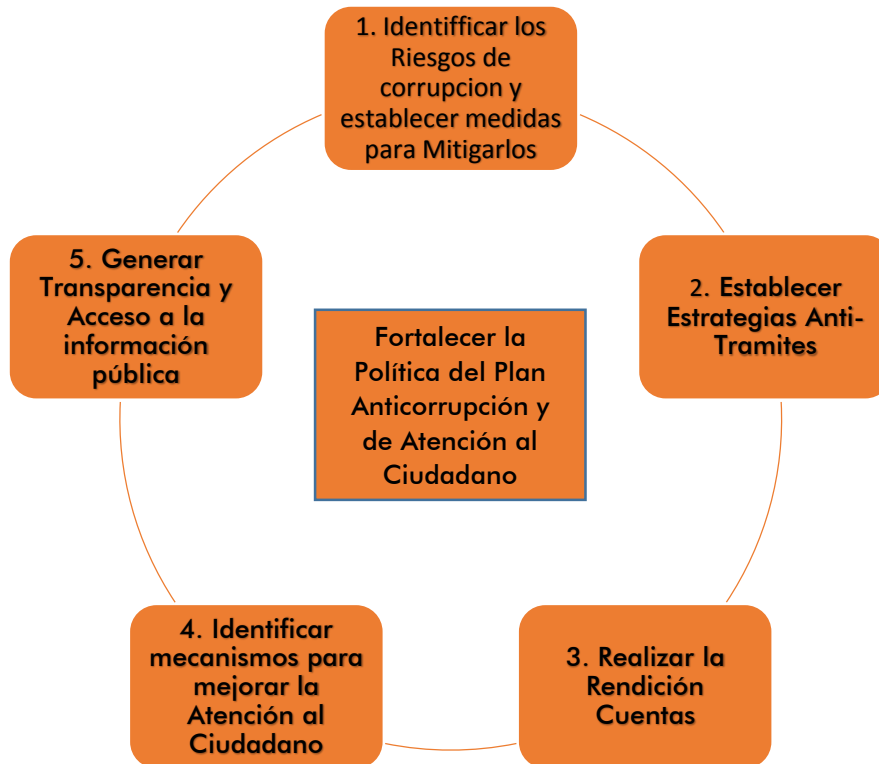 1. Identifficar los
Riesgos de
corrupcion y
establecer medidas
para Mitigarlos
2. Establecer
Estrategias Anti-
Tramites
3. Realizar la
Rendición
Cuentas
4. Identificar
mecanismos para
mejorar la
Atención al
Ciudadano
5. Generar
Transparencia y
Acceso a la
información
pública
Fortalecer la
Política del Plan
Anticorrupción y
de Atención al
Ciudadano